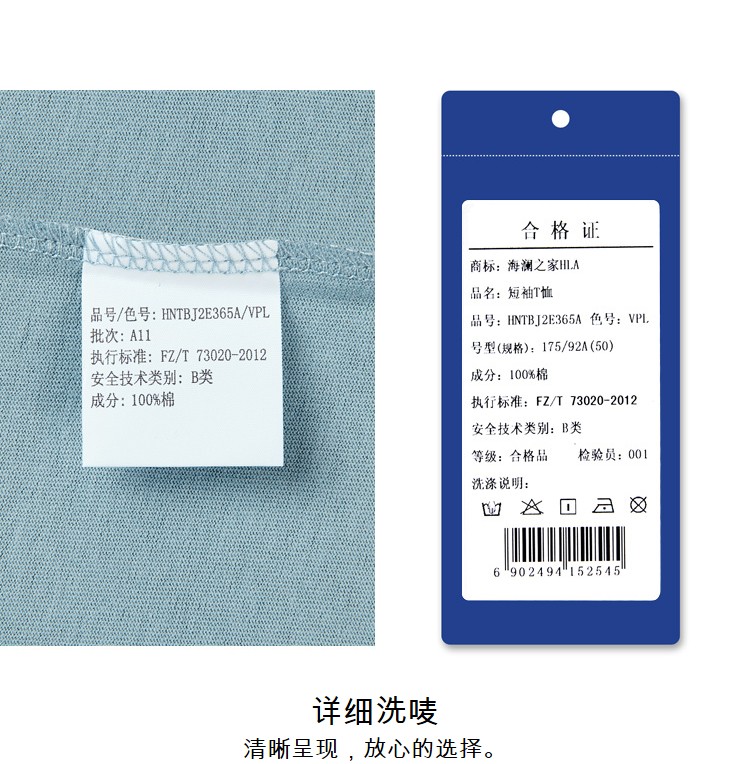 品号/色号: HNTBJ2E365A/VPL
批次: A11
执行标准: FZ/T 73020-2012
安全技术类别: B类
成分: 100%棉
合格证
商标: 海澜之家HLA
品名: 短袖T恤
品号: HNTBJ2E365A 色号: VPL
号型(规格): 175/92A(50)
成分: 100%棉
执行标准: FZ/T 73020-2012
安全技术类别: B类
等级: 合格品 检验员: 001
洗涤说明:
6 902494 152545
详细洗唛
清晰呈现，放心的选择。